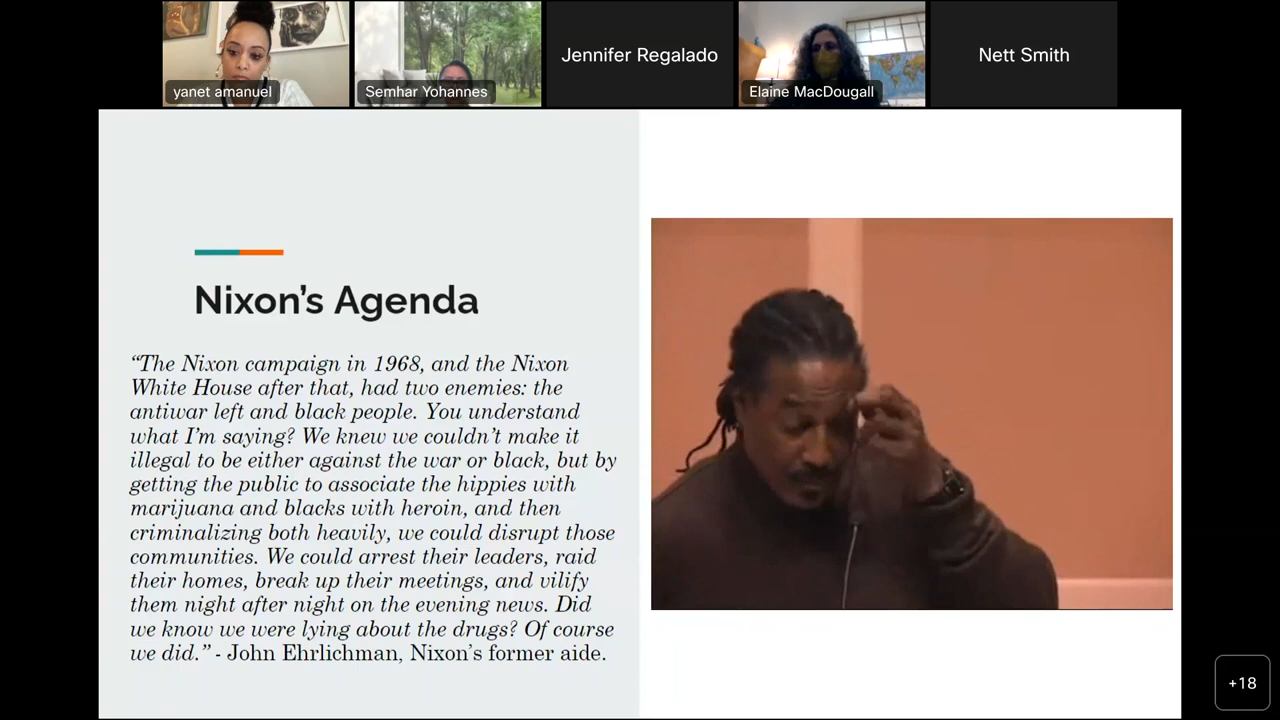 yanet amanuel
Semhar Yohannes
Jennifer Regalado
Elaine MacDougall
Nett Smith
Nixon’s Agenda
“The Nixon campaign in 1968, and the Nixon
White House after that, had two enemies: the
antiwar left and black people. You understand
what I’m saying? We knew we couldn’t make it
illegal to be either against the war or black, but by
getting the public to associate the hippies with
marijuana and blacks with heroin, and then
criminalizing both heavily, we could disrupt those
communities. We could arrest their leaders, raid
their homes, break up their meetings, and vilify
them night after night on the evening news. Did
we know we were lying about the drugs? Of course
we did.” - John Ehrlichman, Nixon’s former aide.
+18